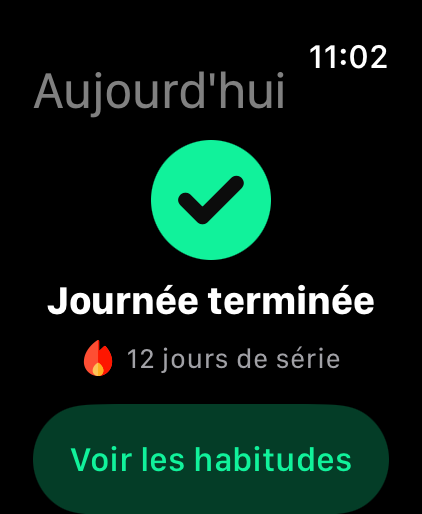 11:02
Aujourd'hui
Journée terminée
12 jours de série
Voir les habitudes